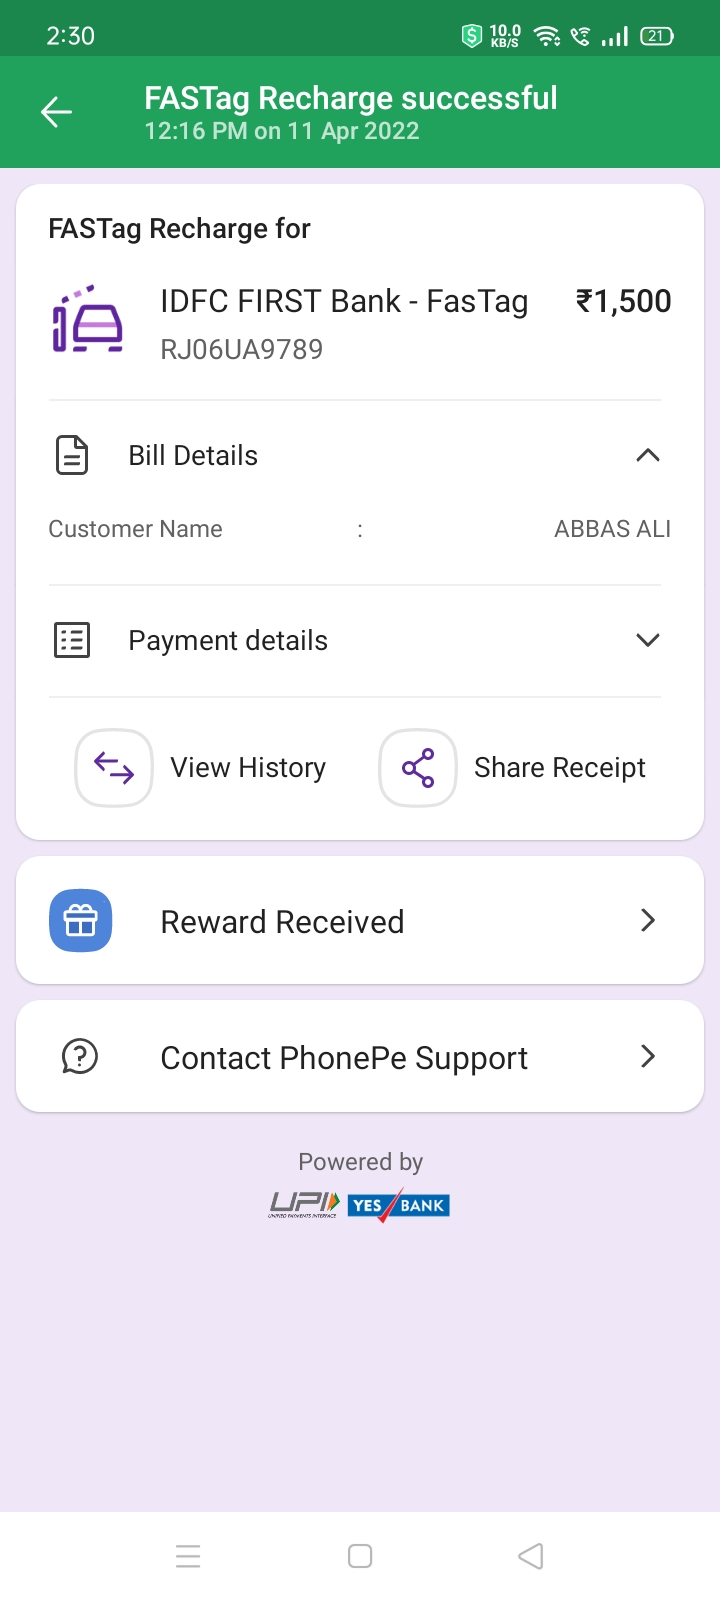 2:30
10.0
KB/S
21
FASTag Recharge successful
12:16 PM on 11 Apr 2022
FASTag Recharge for
IDFC FIRST Bank - FasTag ₹1,500
RJ06UA9789
Bill Details
Customer Name : ABBAS ALI
Payment details
View History Share Receipt
Reward Received
Contact PhonePe Support
Powered by
UPI YES BANK
UNIFIED PAYMENTS INTERFACE